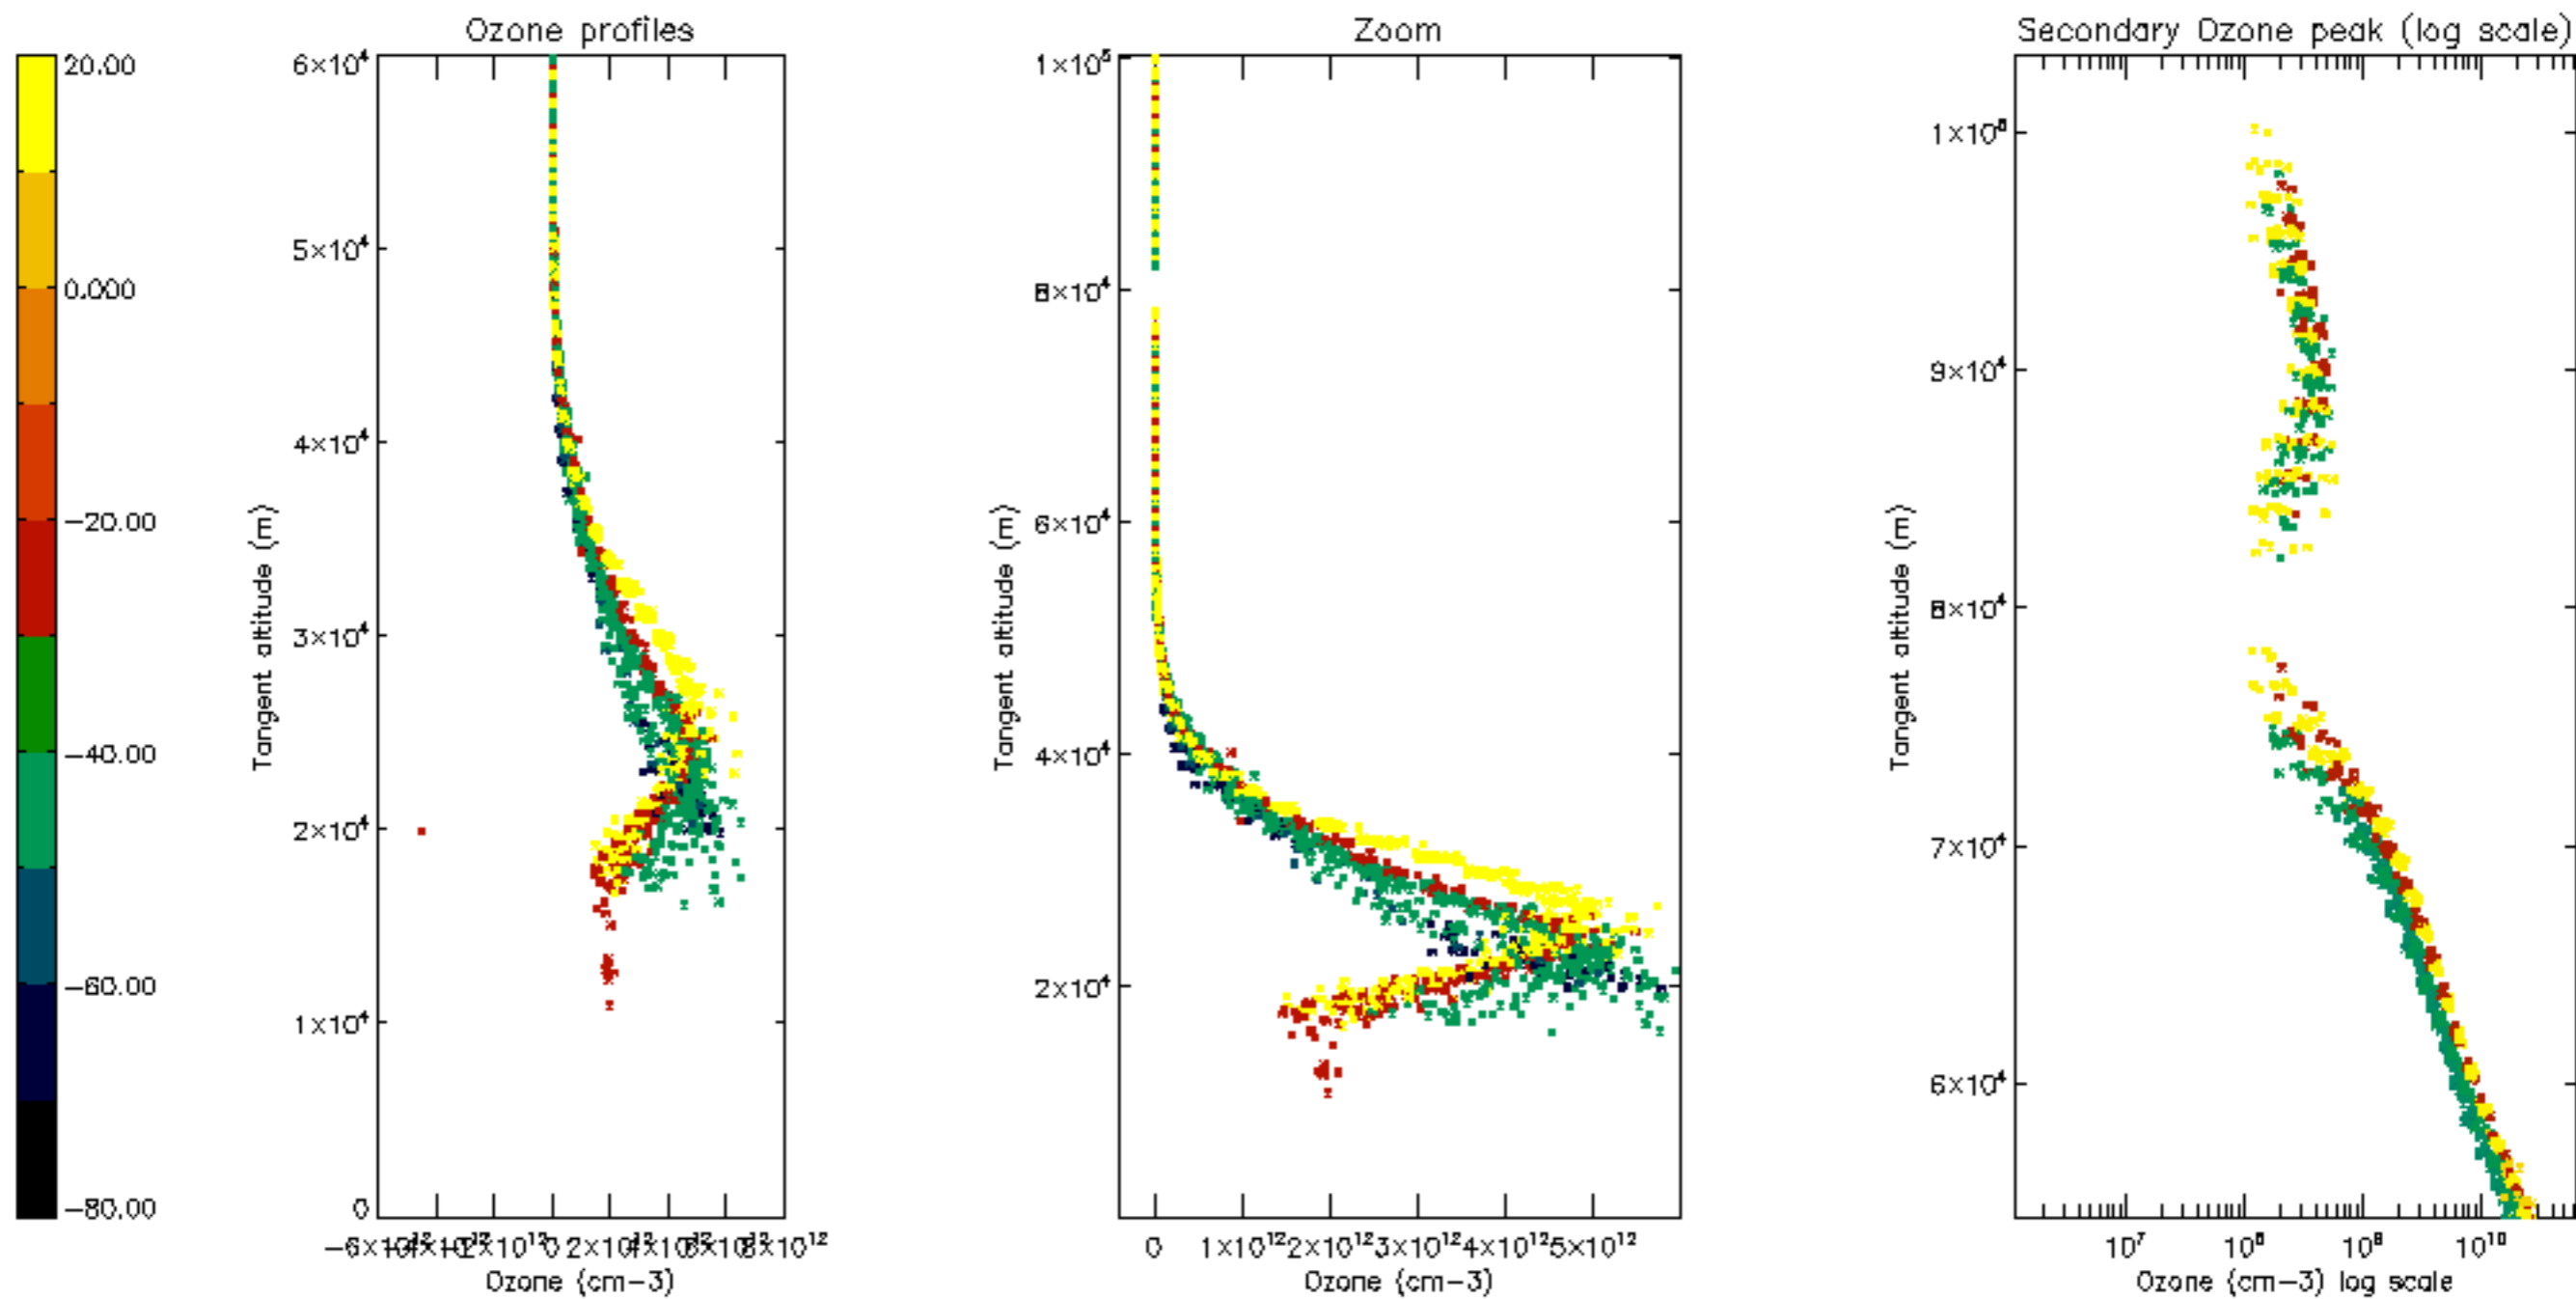 Ozone profiles
Zoom
Secondary Ozone peak (log scale)
20.00
0.000
−20.00
−40.00
−60.00
−80.00
6×10⁴
5×10⁴
4×10⁴
3×10⁴
2×10⁴
1×10⁴
0
Tangent altitude (m)
Ozone (cm−3)
1×10⁵
8×10⁴
6×10⁴
4×10⁴
2×10⁴
Tangent altitude (m)
0 1×10¹² 2×10¹² 3×10¹² 4×10¹² 5×10¹²
Ozone (cm−3)
9×10⁴
8×10⁴
7×10⁴
6×10⁴
Tangent altitude (m)
10⁷ 10⁸ 10⁹ 10¹⁰
Ozone (cm−3) log scale